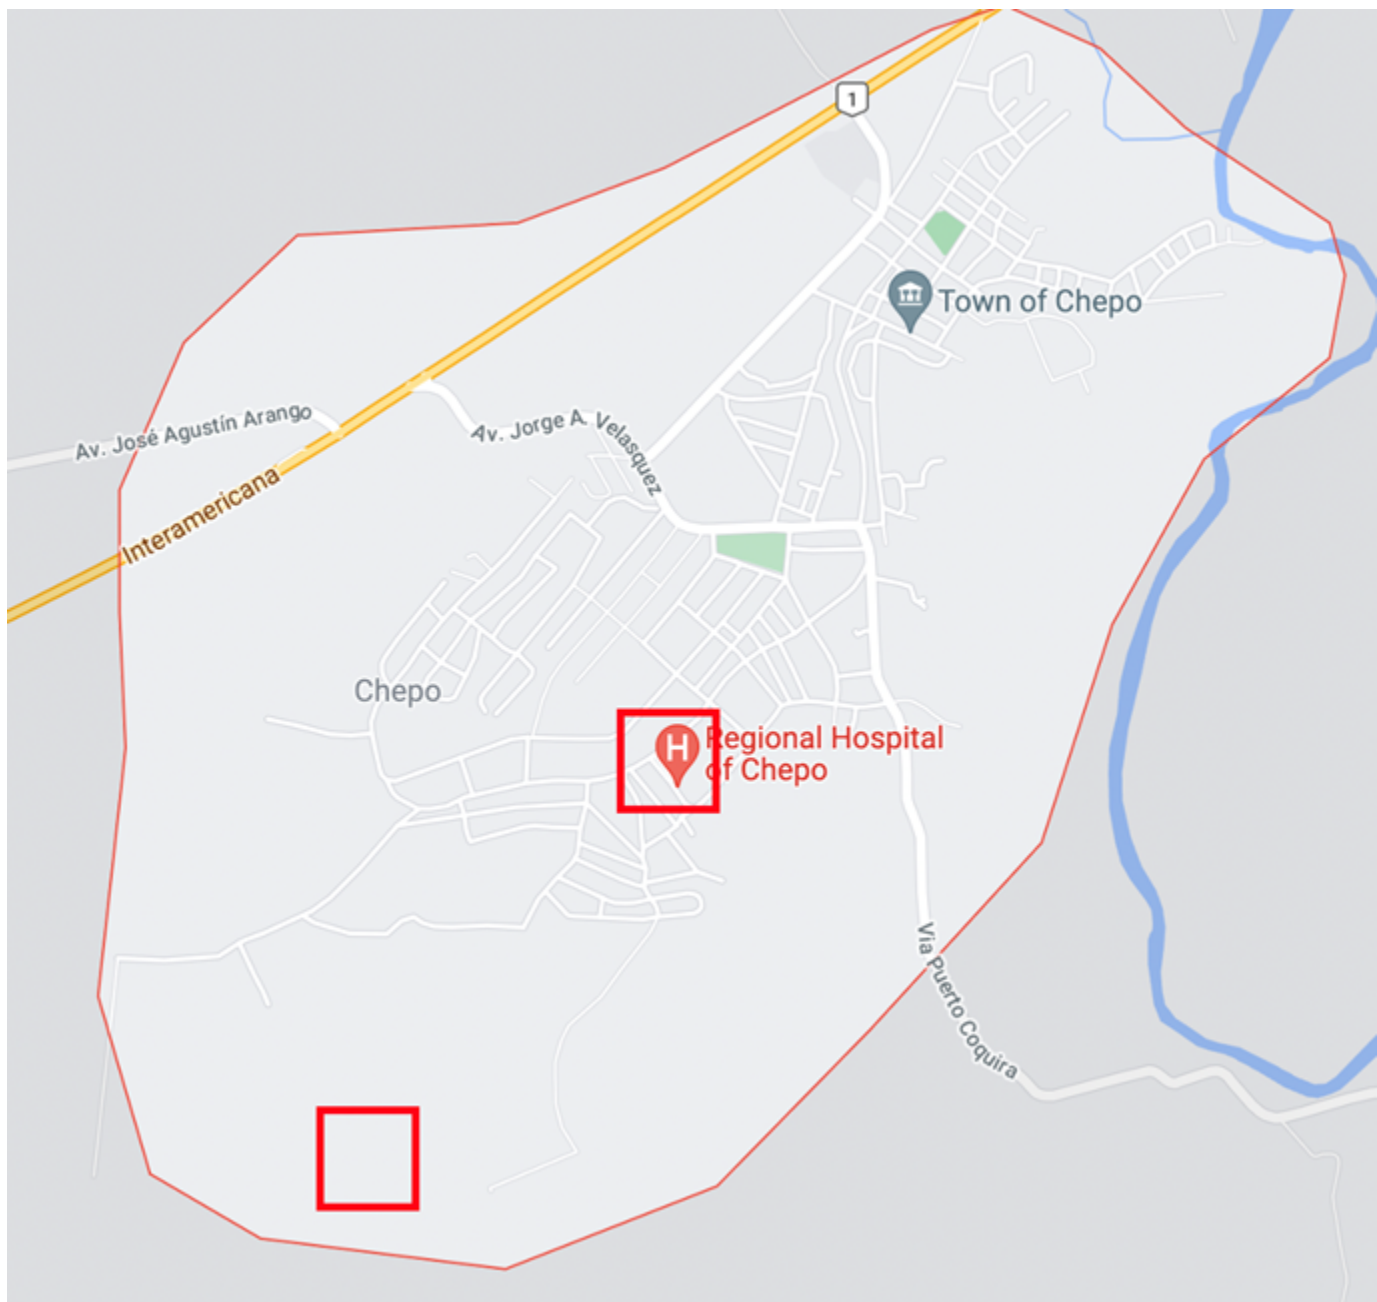 1
Town of Chepo
Av. José Agustín Arango
Av. Jorge A. Velasquez
Interamericana
Chepo
H
Regional Hospital
of Chepo
Via Puerto Coquira